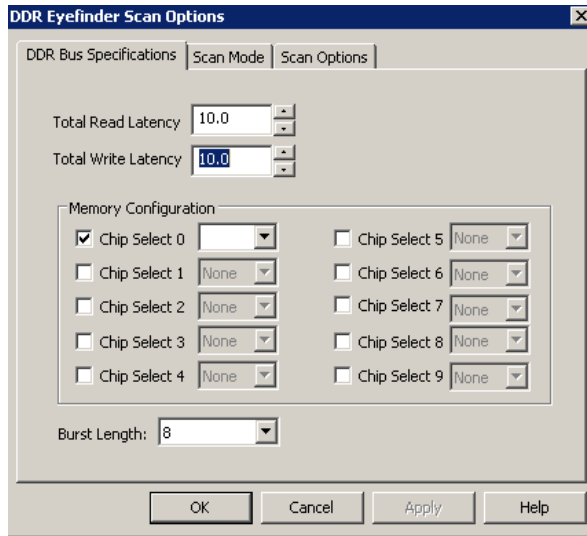 DDR Eyefinder Scan Options
DDR Bus Specifications Scan Mode Scan Options
Total Read Latency 10.0
Total Write Latency 10.0
Memory Configuration
Chip Select 0 Chip Select 5 None
Chip Select 1 None Chip Select 6 None
Chip Select 2 None Chip Select 7 None
Chip Select 3 None Chip Select 8 None
Chip Select 4 None Chip Select 9 None
Burst Length: 8
OK Cancel Apply Help